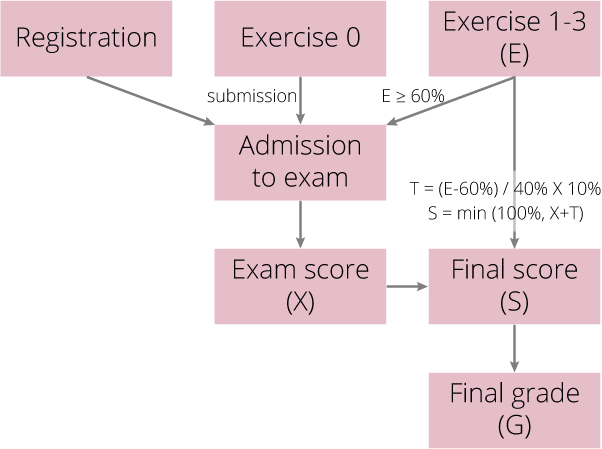 Registration
Exercise 0
Exercise 1-3
(E)
submission
E ≥ 60%
Admission
to exam
T = (E-60%) / 40% X 10%
S = min (100%, X+T)
Exam score
(X)
Final score
(S)
Final grade
(G)